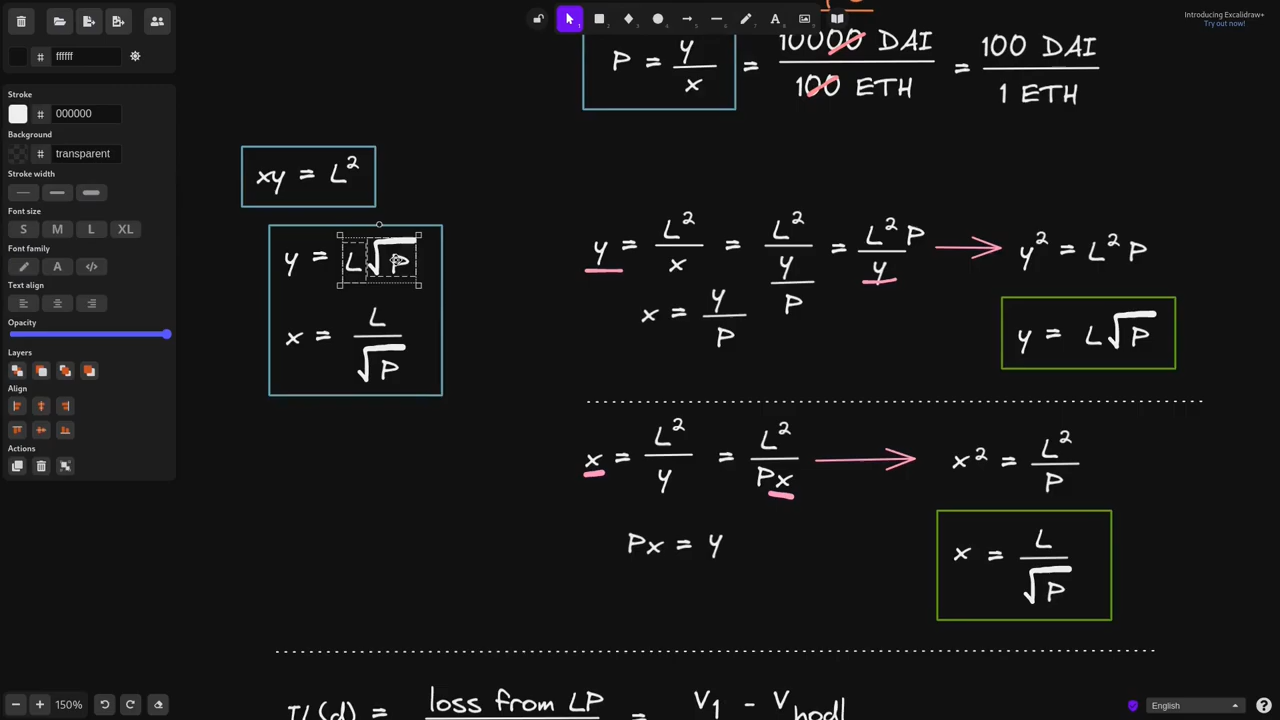 Introducing Excalidraw+
Try out now!
# ffffff
Stroke
# 000000
Background
# transparent
Stroke width
Font size
S M L XL
Font family
A </>
Text align
Opacity
Layers
Align
Actions
P = y/x = 10000 DAI / 100 ETH = 100 DAI / 1 ETH
xy = L²
y = L√P
x = L/√P
y = L²/x = L²/(y/P) = L²P/y → y² = L²P
x = y/P
y = L√P
x = L²/y = L²/Px → x² = L²/P
Px = y
x = L/√P
IL(d) = loss from LP = V₁ - V_hodl
150%
English